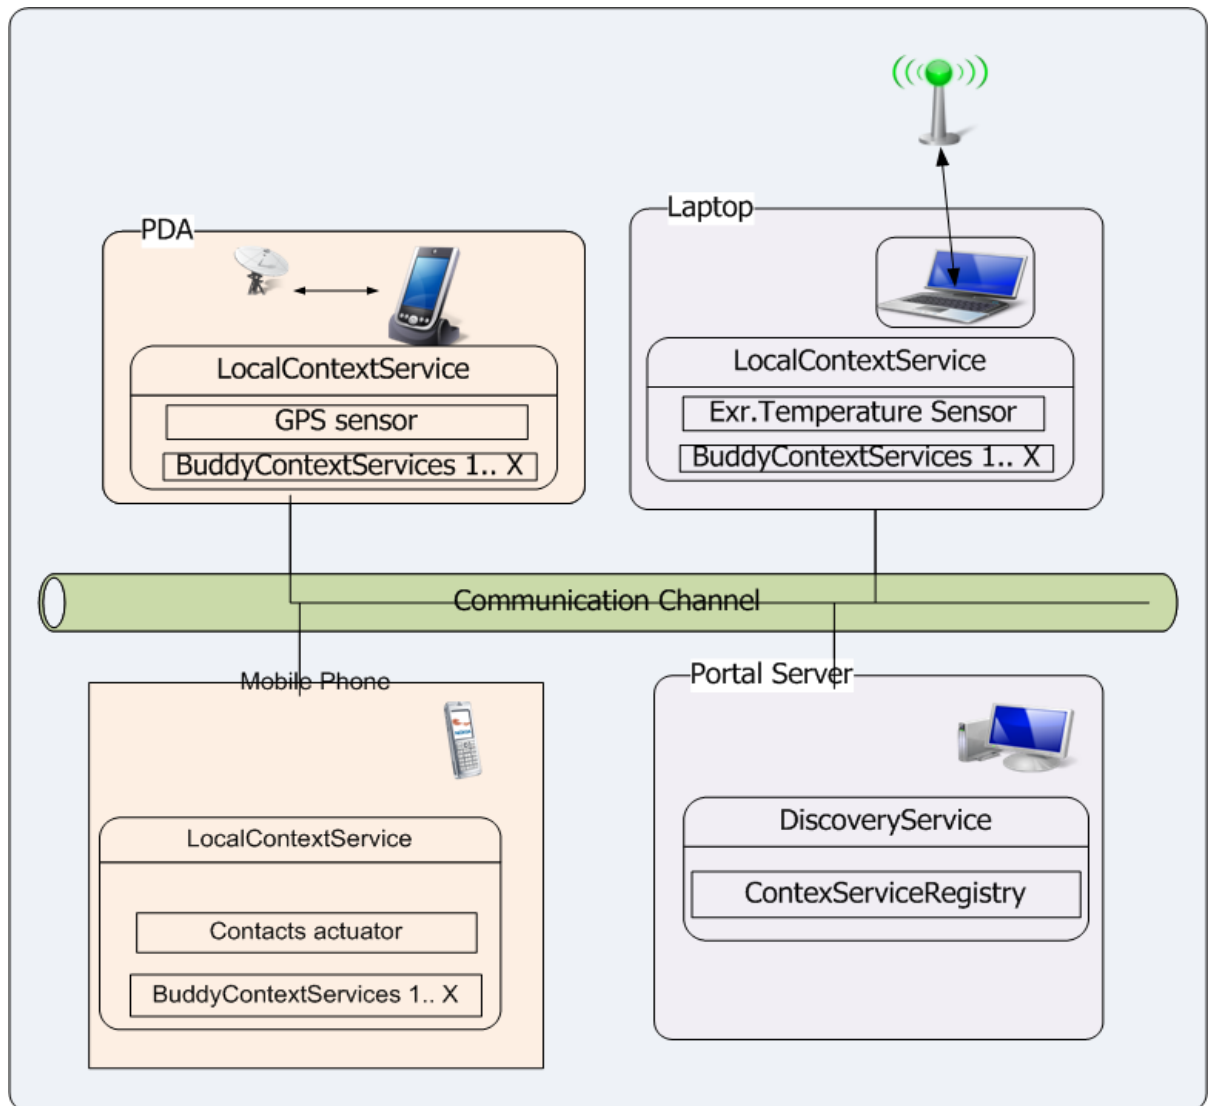 Laptop
PDA
LocalContextService
GPS sensor
BuddyContextServices 1.. X
LocalContextService
Exr.Temperature Sensor
BuddyContextServices 1.. X
Communication Channel
Mobile Phone
LocalContextService
Contacts actuator
BuddyContextServices 1.. X
Portal Server
DiscoveryService
ContexServiceRegistry